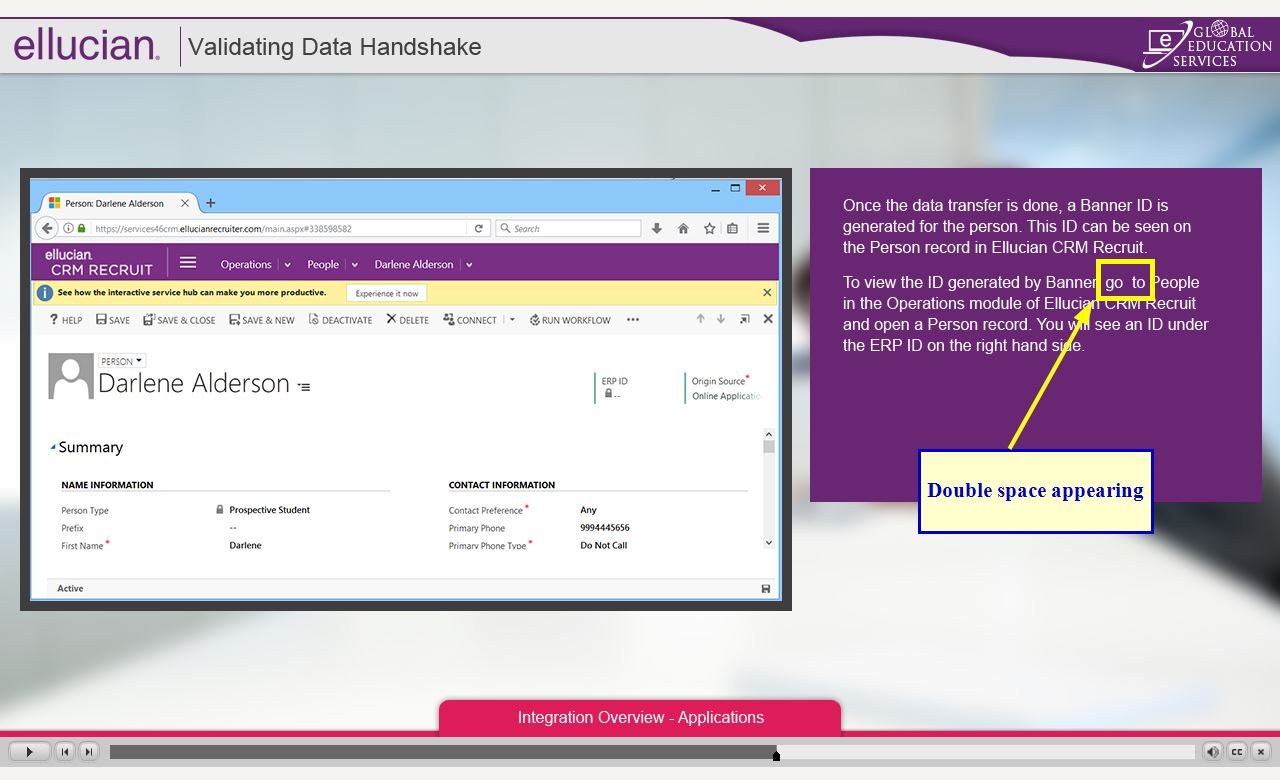 ellucian.
Validating Data Handshake
GLOBAL
EDUCATION
SERVICES
Person: Darlene Alderson
https://services46crm.ellucianrecruiter.com/main.aspx#338598582
Search
ellucian.
CRM RECRUIT
Operations
People
Darlene Alderson
See how the interactive service hub can make you more productive.
Experience it now
? HELP
SAVE
SAVE & CLOSE
SAVE & NEW
DEACTIVATE
DELETE
CONNECT
RUN WORKFLOW
PERSON
Darlene Alderson
ERP ID
--
Origin Source*
Online Applicatio
Summary
NAME INFORMATION
Person Type Prospective Student
Prefix --
First Name* Darlene
CONTACT INFORMATION
Contact Preference* Any
Primary Phone 9994445656
Primary Phone Type* Do Not Call
Active
Once the data transfer is done, a Banner ID is
generated for the person. This ID can be seen on
the Person record in Ellucian CRM Recruit.
To view the ID generated by Banner go  to People
in the Operations module of Ellucian CRM Recruit
and open a Person record. You will see an ID under
the ERP ID on the right hand side.
Double space appearing
Integration Overview - Applications
CC